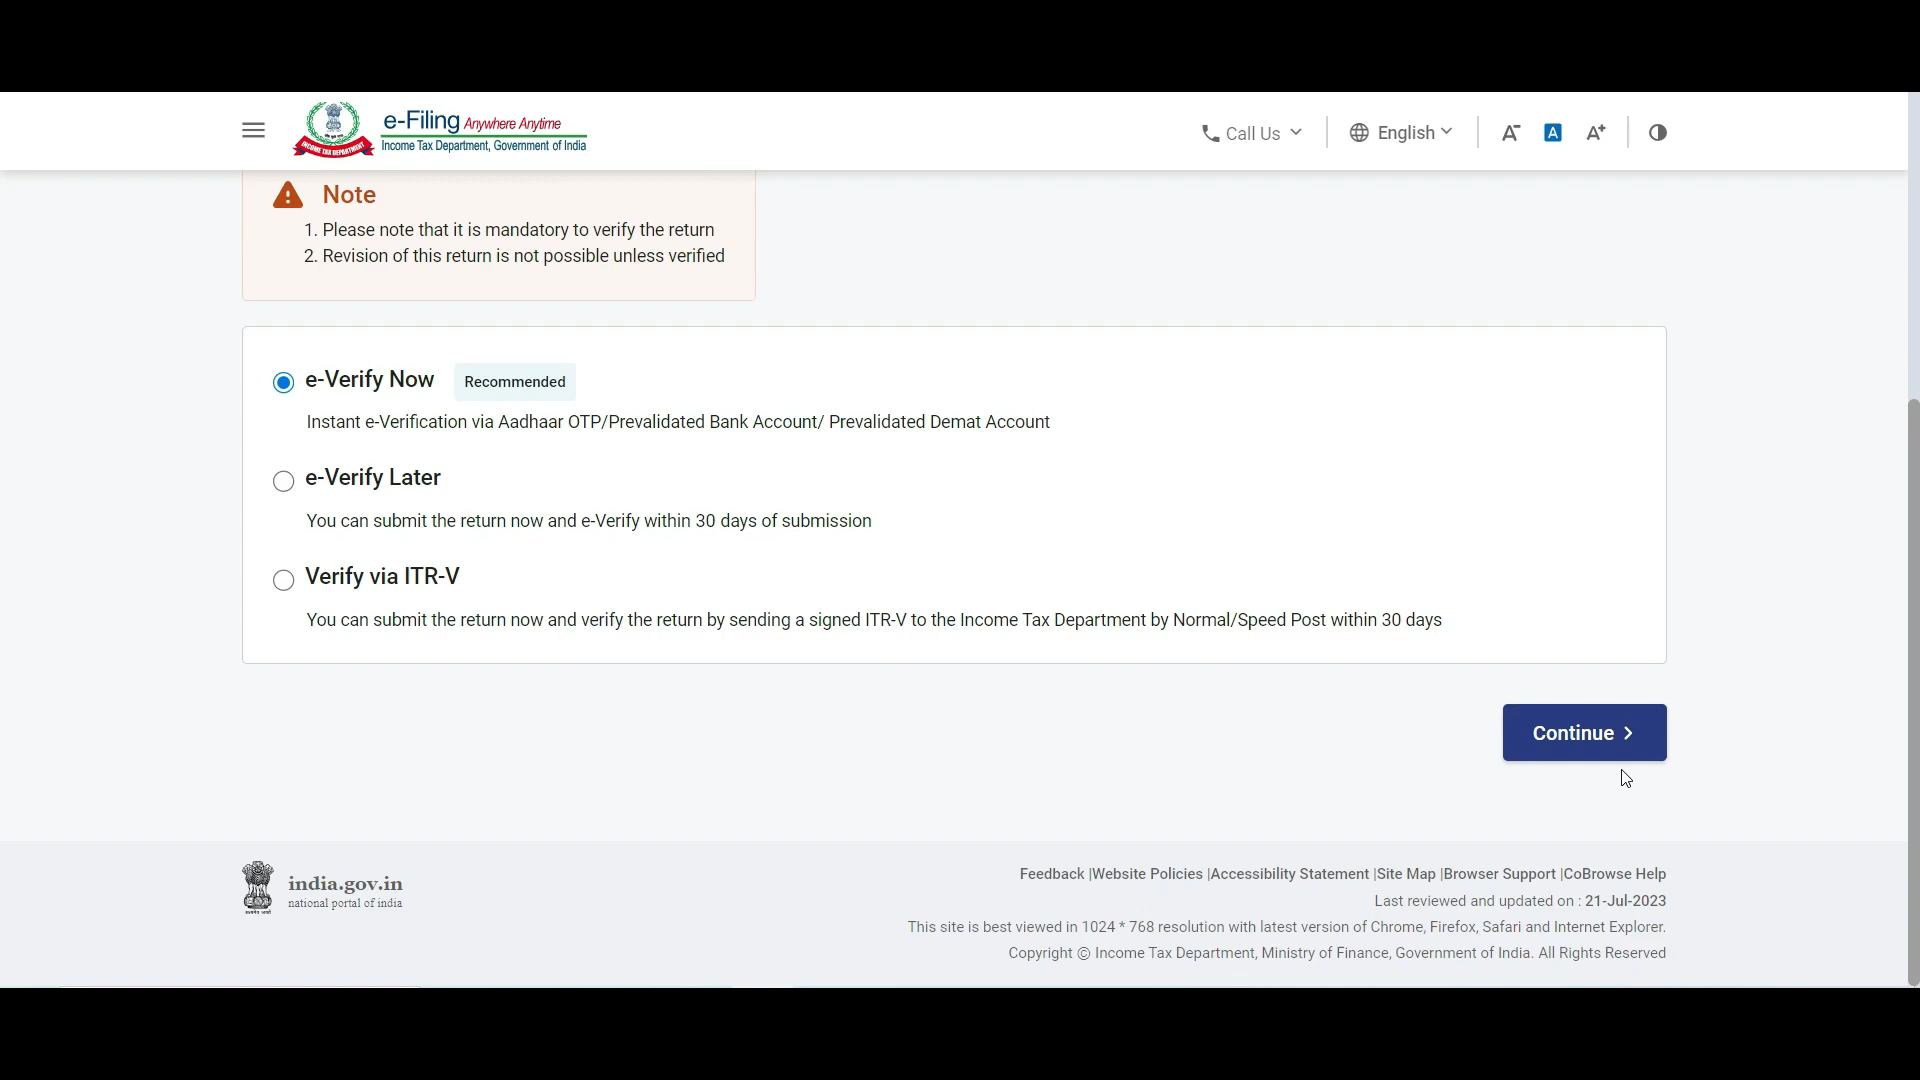 e-Filing Anywhere Anytime
Income Tax Department, Government of India
INCOME TAX DEPARTMENT
Call Us
English
A-
A
A+
Note
1. Please note that it is mandatory to verify the return
2. Revision of this return is not possible unless verified
e-Verify Now Recommended
Instant e-Verification via Aadhaar OTP/Prevalidated Bank Account/ Prevalidated Demat Account
e-Verify Later
You can submit the return now and e-Verify within 30 days of submission
Verify via ITR-V
You can submit the return now and verify the return by sending a signed ITR-V to the Income Tax Department by Normal/Speed Post within 30 days
Continue >
india.gov.in
national portal of india
Feedback |Website Policies |Accessibility Statement |Site Map |Browser Support |CoBrowse Help
Last reviewed and updated on : 21-Jul-2023
This site is best viewed in 1024 * 768 resolution with latest version of Chrome, Firefox, Safari and Internet Explorer.
Copyright © Income Tax Department, Ministry of Finance, Government of India. All Rights Reserved